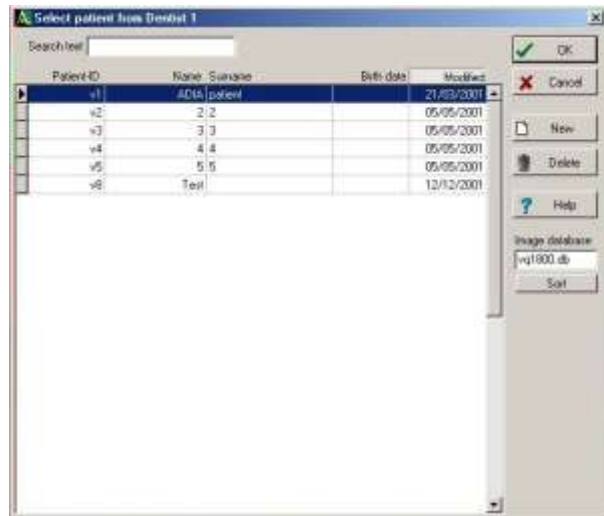 Select patient from Dentist 1
Search text
OK
Cancel
New
Delete
Help
Image database
vq1800.db
Sort
Patient-ID Name Surname Birth date Modified
v1 ADIA patient 21/03/2001
v2 2 2 05/05/2001
v3 3 3 05/05/2001
v4 4 4 05/05/2001
v5 5 5 05/05/2001
Test 12/12/2001